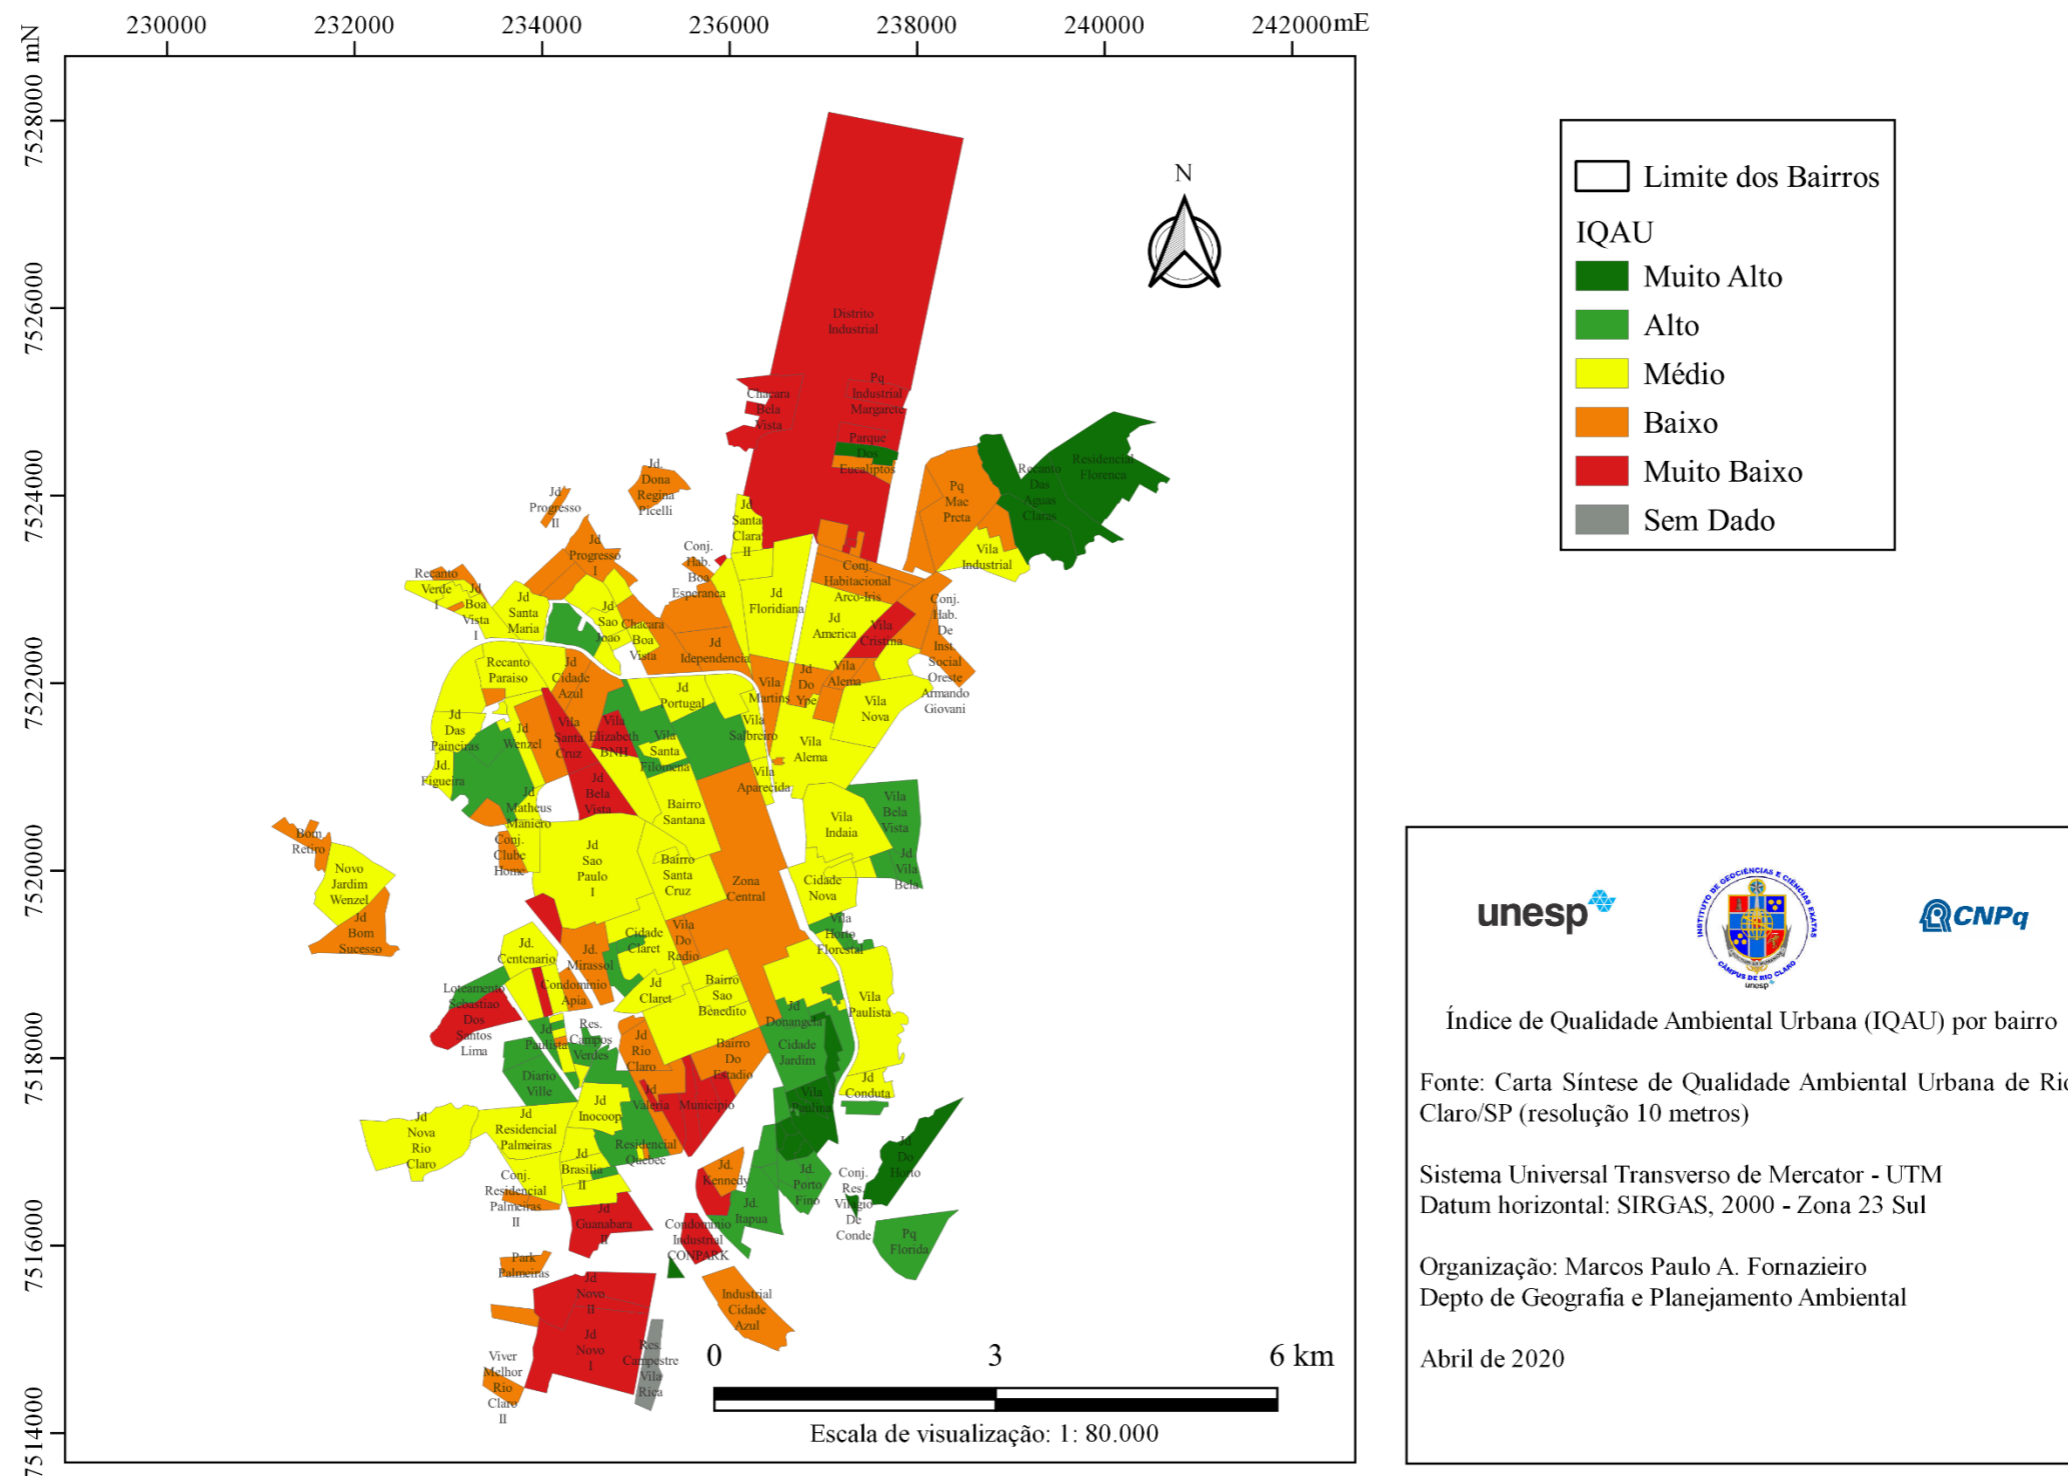 230000 232000 234000 236000 238000 240000 242000 mE
7528000 mN
7526000
7524000
7522000
7520000
7518000
7516000
7514000
N
Distrito
Industrial
Chacara
Bela
Vista
Pq
Industrial
Margarete
Parque
Dos
Eucaliptos
Recanto
Das
Aguas
Claras
Residencial
Florenca
Pq
Mae
Preta
Vila
Industrial
Jd.
Dona
Regina
Picelli
Jd
Progresso
II
Jd
Progresso
I
Jd
Santa
Clara
II
Conj.
Hab.
Boa
Esperanca
Recanto
Verde
I
Jd
Boa
Vista
I
Jd
Santa
Maria
Jd
Sao
Joao
Chacara
Boa
Vista
Jd
Idependencia
Jd
Floridiana
Conj.
Habitacional
Arco-Iris
Jd
America
Vila
Cristina
Conj.
Hab.
De
Inst.
Social
Oreste
Armando
Giovani
Recanto
Paraiso
Jd
Cidade
Azul
Jd
Portugal
Vila
Martins
Jd
Do
Ype
Vila
Alema
Vila
Nova
Jd
Das
Paineiras
Jd
Wenzel
Vila
Santa
Cruz
Vila
Elizabeth
BNH
Vila
Santa
Filomena
Vila
Salbreiro
Vila
Alema
Jd.
Figueira
Jd
Matheus
Maniero
Jd
Bela
Vista
Vila
Aparecida
Bairro
Santana
Vila
Indaia
Vila
Bela
Vista
Bom
Retiro
Conj.
Clube
Home
Jd
Sao
Paulo
I
Bairro
Santa
Cruz
Zona
Central
Cidade
Nova
Jd
Vila
Bela
Novo
Jardim
Wenzel
Jd
Bom
Sucesso
Jd.
Centenario
Jd.
Mirassol
Cidade
Claret
Vila
Do
Radio
Vila
Horto
Florestal
Loteamento
Sebastiao
Dos
Santos
Lima
Condominio
Apia
Jd
Claret
Bairro
Sao
Benedito
Vila
Paulista
Jd
Paulista
Res.
Campos
Verdes
Jd
Rio
Claro
Bairro
Do
Estadio
Jd
Donangela
Cidade
Jardim
Diario
Ville
Jd
Inocoop
Jd
Valeria
Municipio
Vila
Paulina
Jd
Conduta
Jd
Nova
Rio
Claro
Jd
Residencial
Palmeiras
Residencial
Quebec
Jd
Do
Horto
Conj.
Residencial
Palmeiras
II
Jd
Brasilia
II
Jd.
Kennedy
Jd.
Porto
Fino
Conj.
Res.
Vilagio
De
Conde
Jd
Guanabara
II
Jd.
Itapua
Condominio
Industrial
CONPARK
Pq
Florida
Park
Palmeiras
Jd
Novo
II
Industrial
Cidade
Azul
Jd
Novo
I
Res.
Campestre
Vila
Rica
Viver
Melhor
Rio
Claro
II
0 3 6 km
Escala de visualização: 1: 80.000
Limite dos Bairros
IQAU
Muito Alto
Alto
Médio
Baixo
Muito Baixo
Sem Dado
unesp
INSTITUTO DE GEOCIÊNCIAS E CIÊNCIAS EXATAS
CÂMPUS DE RIO CLARO
unesp
CNPq
Índice de Qualidade Ambiental Urbana (IQAU) por bairro
Fonte: Carta Síntese de Qualidade Ambiental Urbana de Rio
Claro/SP (resolução 10 metros)
Sistema Universal Transverso de Mercator - UTM
Datum horizontal: SIRGAS, 2000 - Zona 23 Sul
Organização: Marcos Paulo A. Fornazieiro
Depto de Geografia e Planejamento Ambiental
Abril de 2020